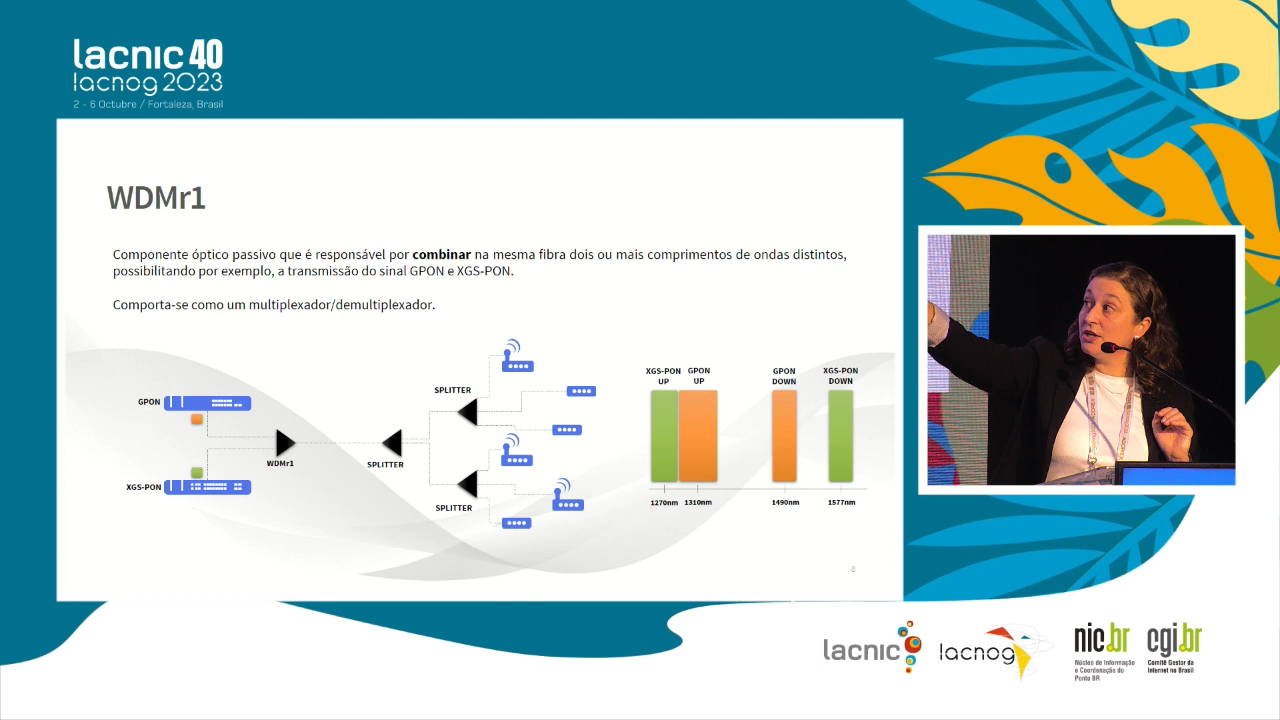 lacnic 40
lacnog 2023
2 - 6 Octubre / Fortaleza, Brasil
WDMr1
Componente óptico passivo que é responsável por combinar na mesma fibra dois ou mais comprimentos de ondas distintos,
possibilitando por exemplo, a transmissão do sinal GPON e XGS-PON.
Comporta-se como um multiplexador/demultiplexador.
GPON
XGS-PON
WDMr1
SPLITTER
SPLITTER
SPLITTER
XGS-PON
UP
GPON
UP
GPON
DOWN
XGS-PON
DOWN
1270nm
1310nm
1490nm
1577nm
6
lacnic
lacnog
nic.br
Núcleo de Informação
e Coordenação do
Ponto BR
cgi.br
Comitê Gestor da
Internet no Brasil